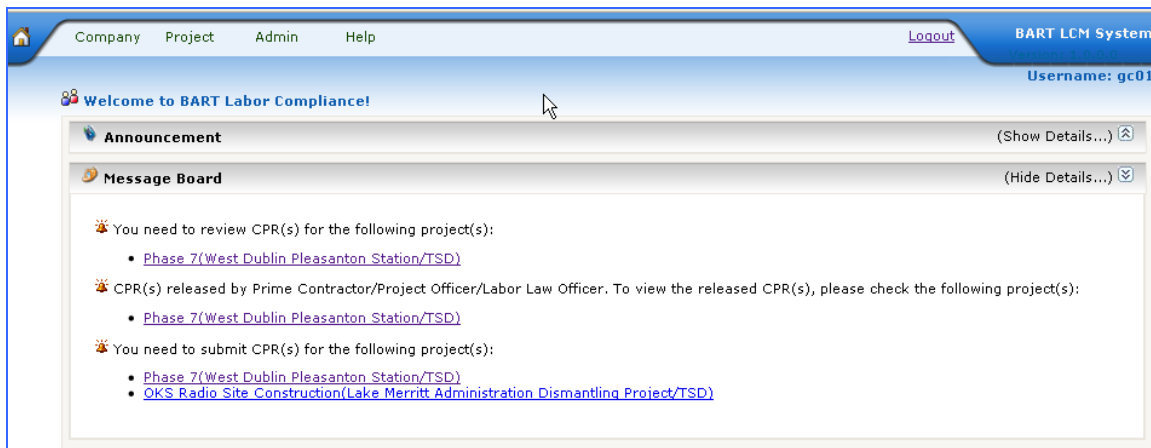 Company Project Admin Help Logout BART LCM System
Username: gc01
Welcome to BART Labor Compliance!
Announcement (Show Details...)
Message Board (Hide Details...)
You need to review CPR(s) for the following project(s):
• Phase 7(West Dublin Pleasanton Station/TSD)
CPR(s) released by Prime Contractor/Project Officer/Labor Law Officer. To view the released CPR(s), please check the following project(s):
• Phase 7(West Dublin Pleasanton Station/TSD)
You need to submit CPR(s) for the following project(s):
• Phase 7(West Dublin Pleasanton Station/TSD)
• OKS Radio Site Construction(Lake Merritt Administration Dismantling Project/TSD)